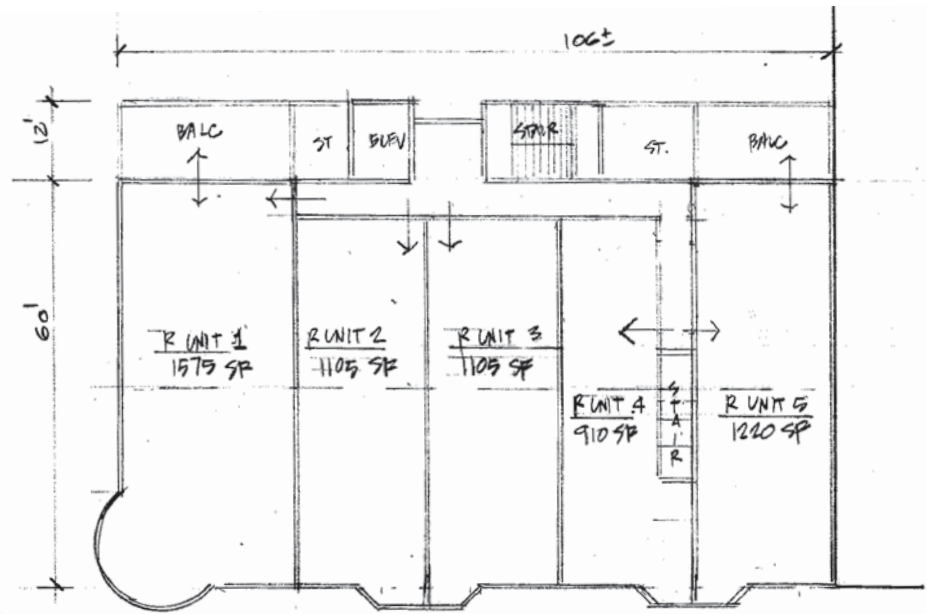 106±
12'
BALC
ST
ELEV
STAIR
ST.
BALC
60'
R UNIT 1
1575 SF
R UNIT 2
1105 SF
R UNIT 3
1105 SF
R UNIT 4
910 SF
STAIR
R UNIT 5
1220 SF